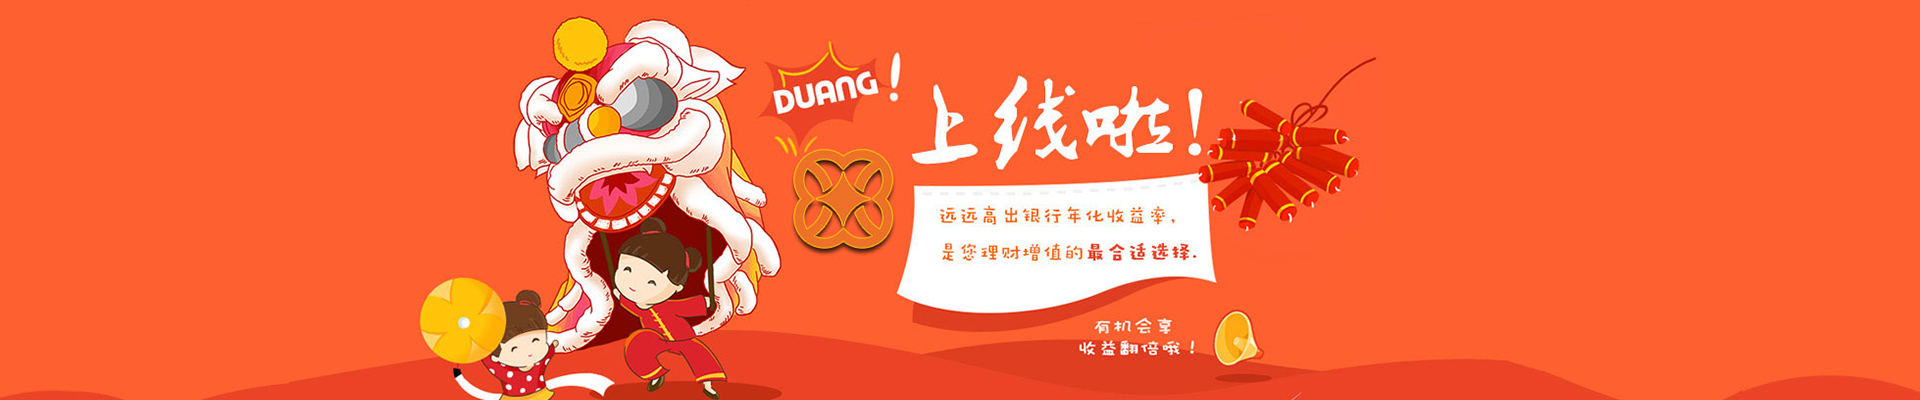 DUANG!
上线啦!
远远高出银行年化收益率,
是您理财增值的最合适选择.
有机会享
收益翻倍哦!